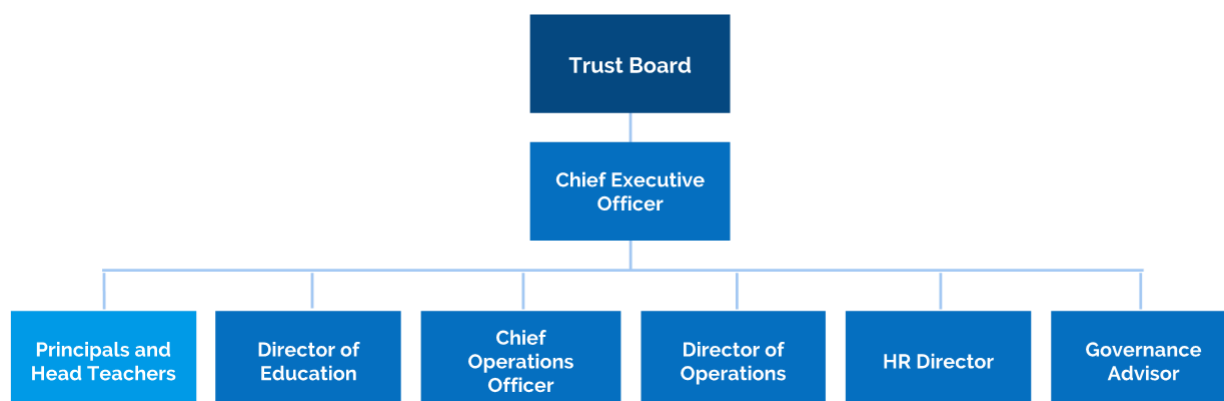 Trust Board
Chief Executive
Officer
Principals and
Head Teachers
Director of
Education
Chief
Operations
Officer
Director of
Operations
HR Director
Governance
Advisor